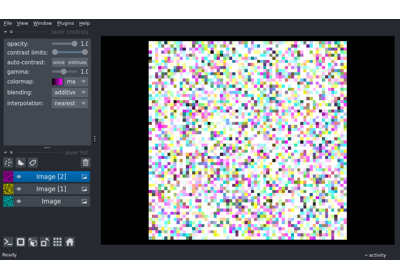 File View Window Plugins Help
layer controls
opacity: 1.0
contrast limits:
auto-contrast: once
gamma: 1.0
colormap: ma
blending: additive
interpolation: nearest
layer list
Image [2]
Image [1]
Image
Ready activity